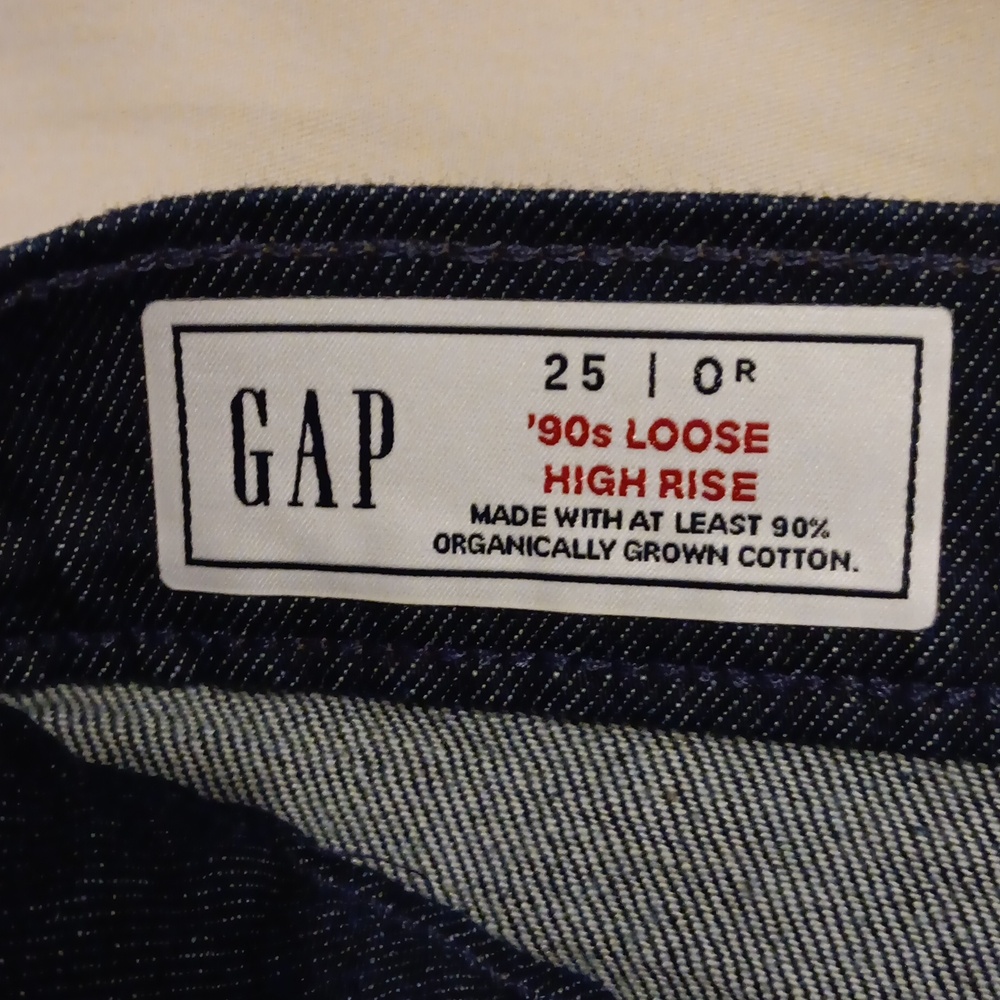 GAP
25 | 0R
'90s LOOSE
HIGH RISE
MADE WITH AT LEAST 90%
ORGANICALLY GROWN COTTON.